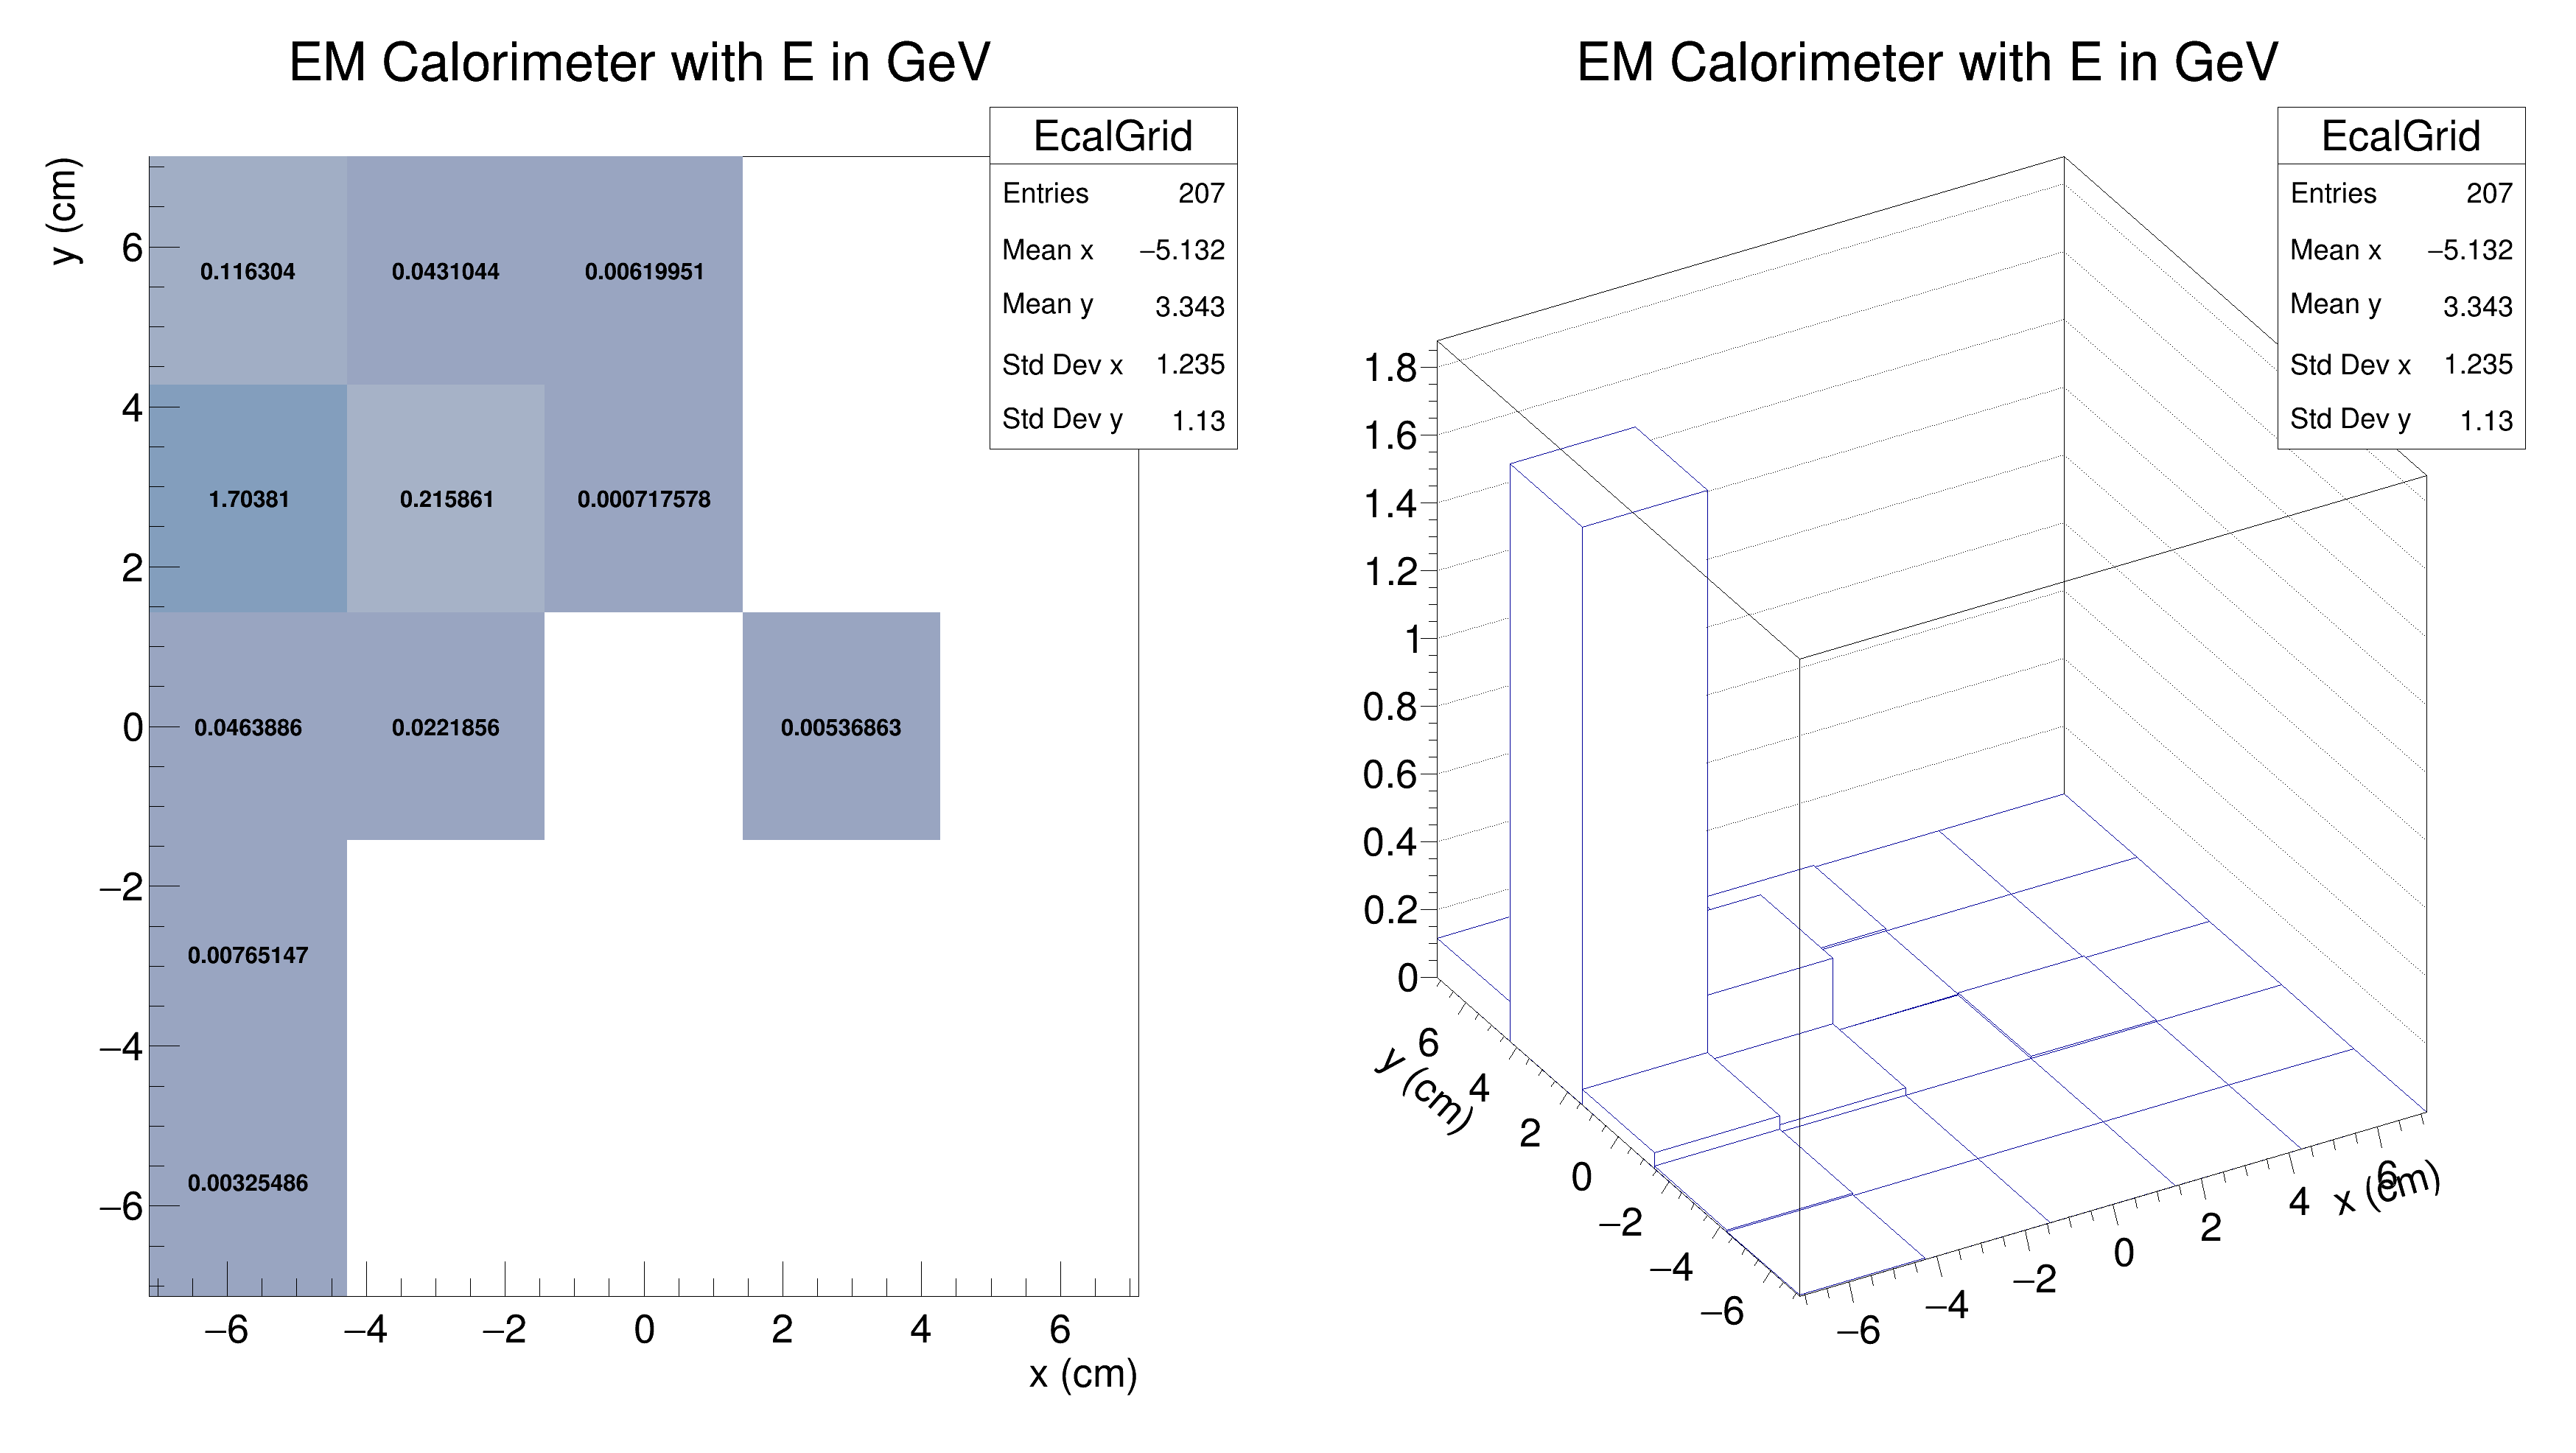 EM Calorimeter with E in GeV
EcalGrid
Entries 207
Mean x −5.132
Mean y 3.343
Std Dev x 1.235
Std Dev y 1.13
y (cm)
6
4
2
0
−2
−4
−6
0.116304 0.0431044 0.00619951
1.70381 0.215861 0.000717578
0.0463886 0.0221856 0.00536863
0.00765147
0.00325486
−6 −4 −2 0 2 4 6
x (cm)
EM Calorimeter with E in GeV
EcalGrid
Entries 207
Mean x −5.132
Mean y 3.343
Std Dev x 1.235
Std Dev y 1.13
1.8
1.6
1.4
1.2
1
0.8
0.6
0.4
0.2
0
6
4
2
0
−2
−4
−6
y (cm)
−6 −4 −2 0 2 4 6
x (cm)